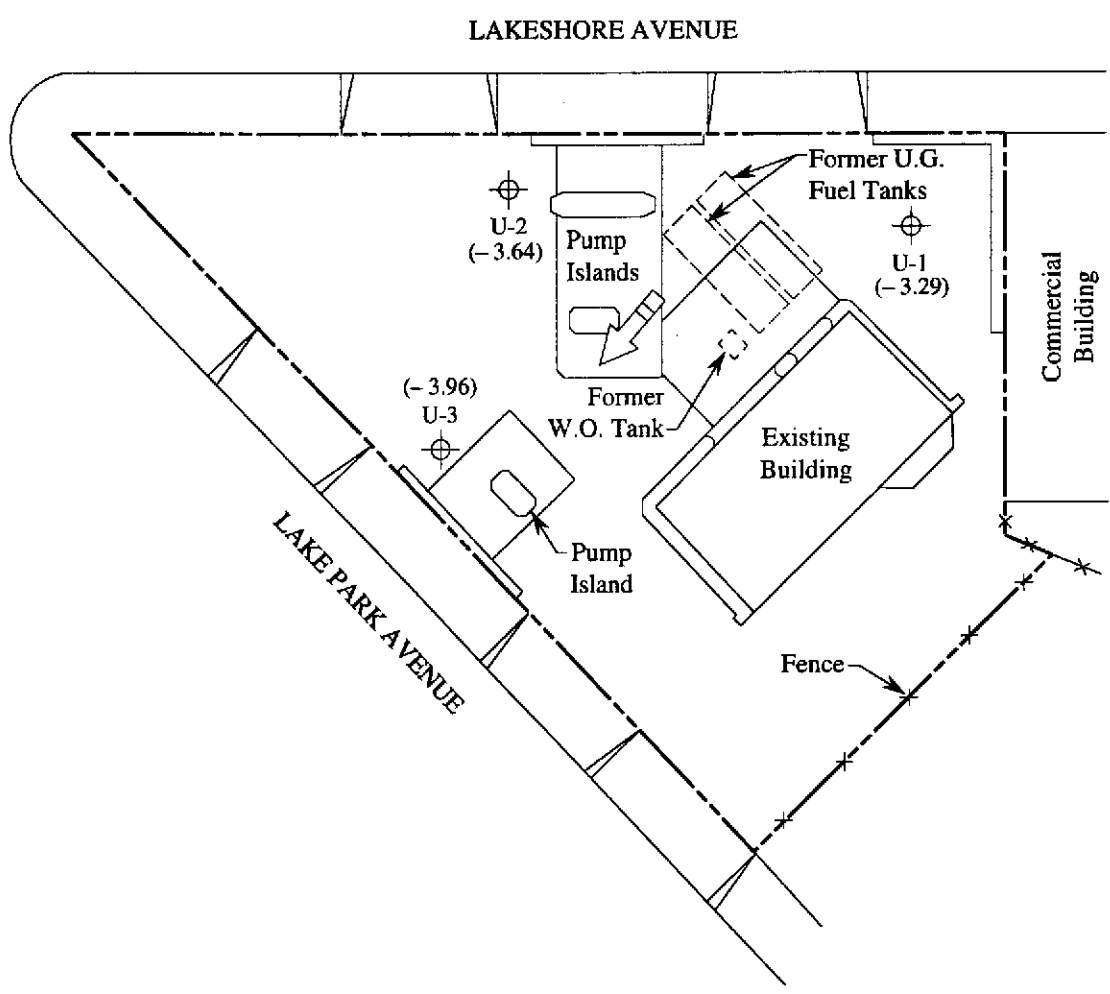 LAKESHORE AVENUE
Former U.G.
Fuel Tanks
U-2
(– 3.64)
Pump
Islands
U-1
(– 3.29)
Commercial
Building
(– 3.96)
U-3
Former
W.O. Tank
Existing
Building
Pump
Island
LAKE PARK AVENUE
Fence